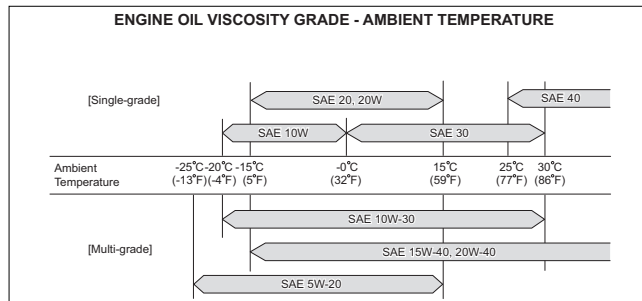 ENGINE OIL VISCOSITY GRADE - AMBIENT TEMPERATURE
[Single-grade]
SAE 20, 20W
SAE 40
SAE 10W
SAE 30
Ambient Temperature
-25°C -20°C -15°C -0°C 15°C 25°C 30°C
(-13°F) (-4°F) (5°F) (32°F) (59°F) (77°F) (86°F)
SAE 10W-30
[Multi-grade]
SAE 15W-40, 20W-40
SAE 5W-20